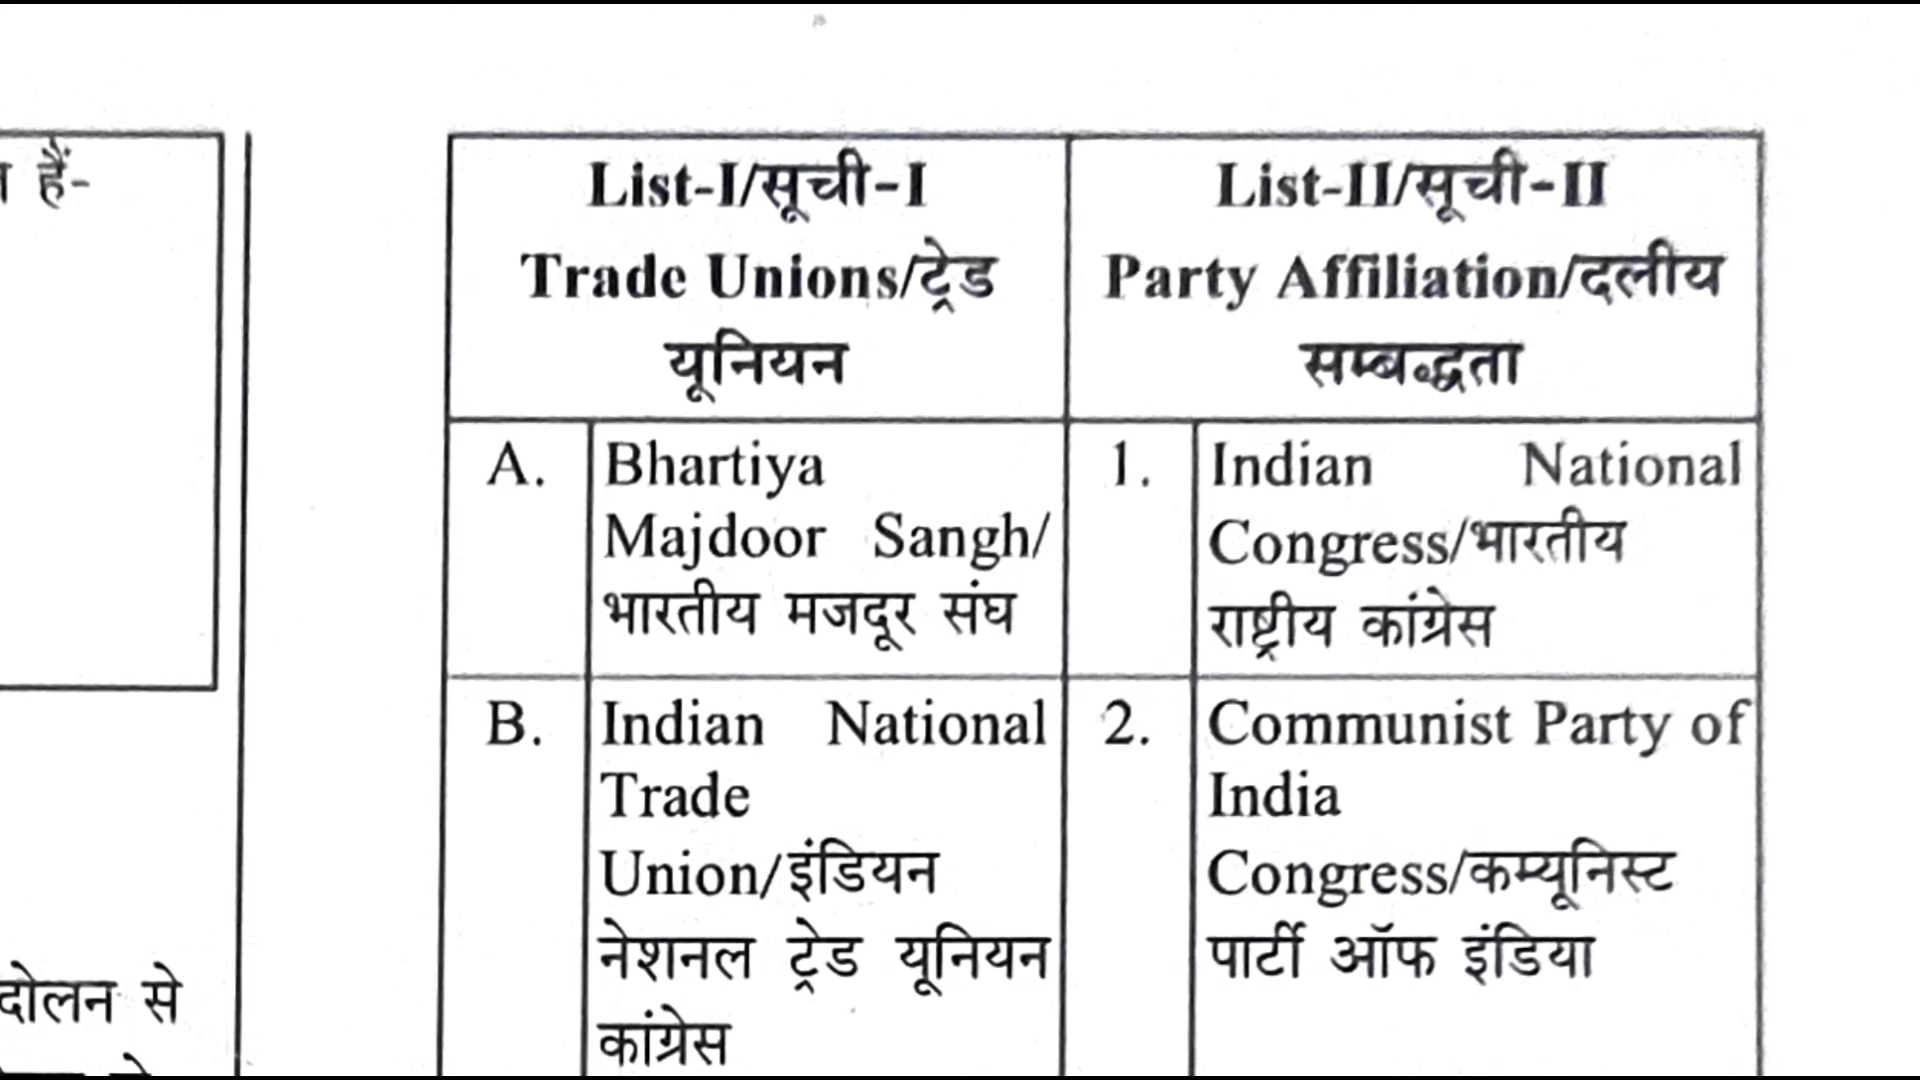 हैं-
List-I/सूची-I
Trade Unions/ट्रेड
यूनियन
List-II/सूची-II
Party Affiliation/दलीय
सम्बद्धता
A.
Bhartiya
Majdoor Sangh/
भारतीय मजदूर संघ
1.
Indian National
Congress/भारतीय
राष्ट्रीय कांग्रेस
B.
Indian National
Trade
Union/इंडियन
नेशनल ट्रेड यूनियन
कांग्रेस
2.
Communist Party of
India
Congress/कम्यूनिस्ट
पार्टी ऑफ इंडिया
दोलन से